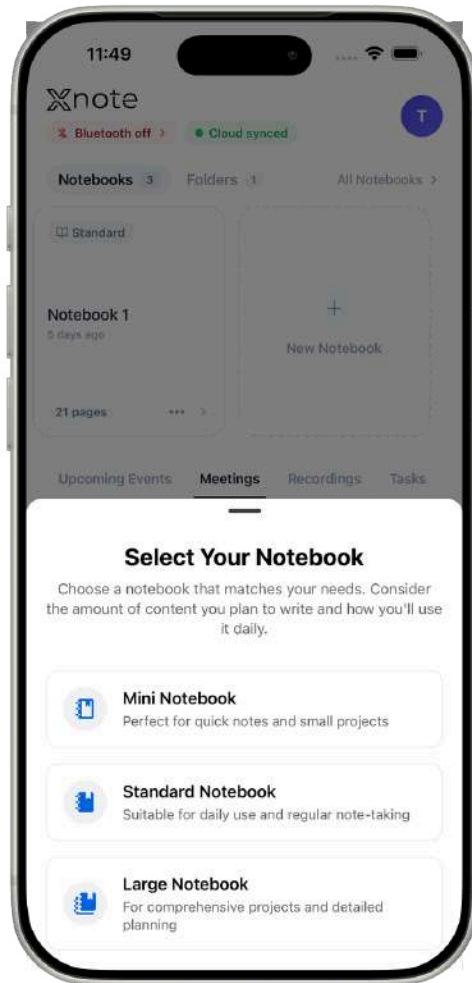 11:49
Xnote
Bluetooth off >
Cloud synced
T
Notebooks 3
Folders 1
All Notebooks >
Standard
Notebook 1
5 days ago
21 pages
... >
+
New Notebook
Upcoming Events
Meetings
Recordings
Tasks
Select Your Notebook
Choose a notebook that matches your needs. Consider
the amount of content you plan to write and how you'll use
it daily.
Mini Notebook
Perfect for quick notes and small projects
Standard Notebook
Suitable for daily use and regular note-taking
Large Notebook
For comprehensive projects and detailed
planning